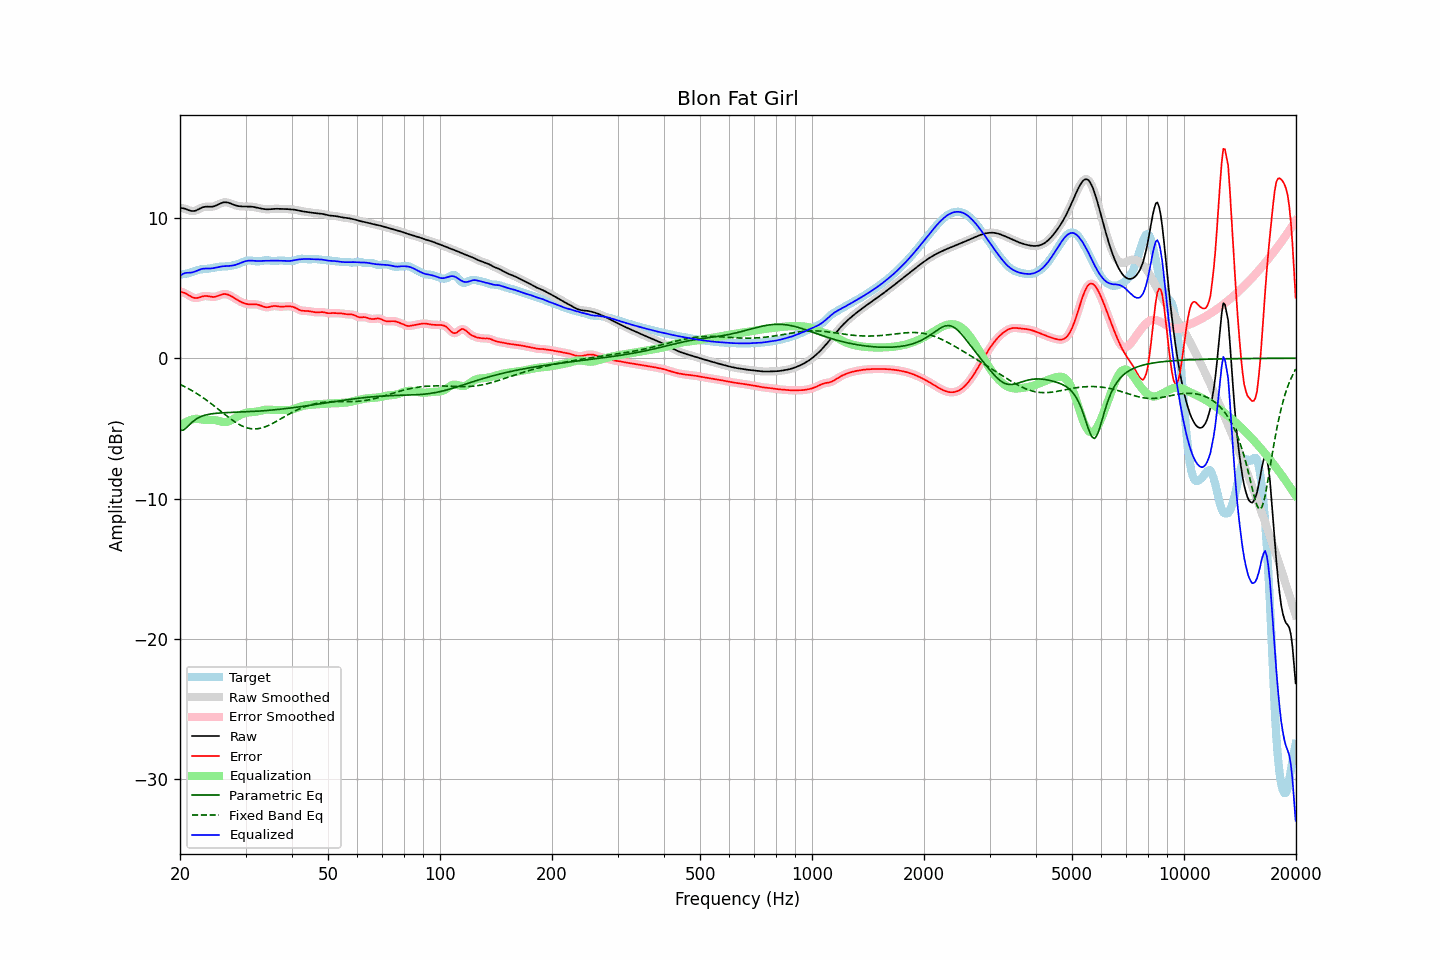 Blon Fat Girl
Amplitude (dBr)
10
0
−10
−20
−30
Target
Raw Smoothed
Error Smoothed
Raw
Error
Equalization
Parametric Eq
Fixed Band Eq
Equalized
20 50 100 200 500 1000 2000 5000 10000 20000
Frequency (Hz)